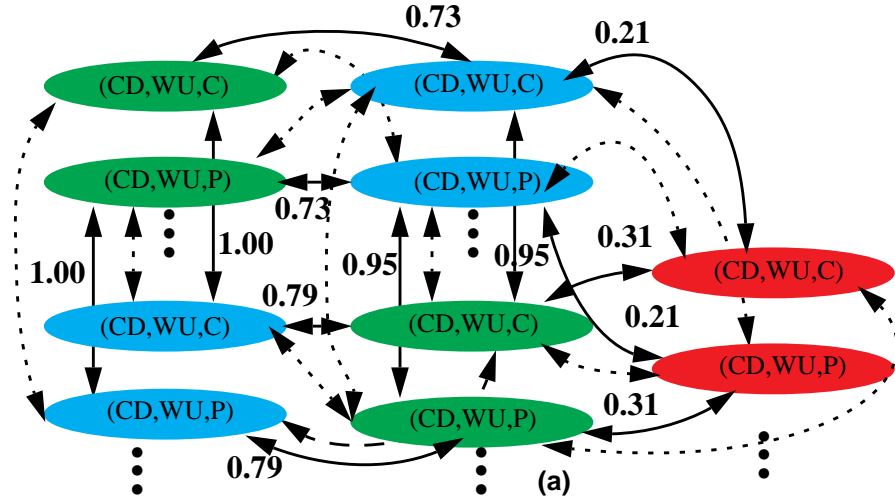 0.73
0.21
(CD,WU,C)
(CD,WU,C)
(CD,WU,P)
(CD,WU,P)
0.73
1.00
1.00
0.95
0.95
0.31
(CD,WU,C)
0.79
(CD,WU,C)
(CD,WU,C)
0.21
(CD,WU,P)
(CD,WU,P)
(CD,WU,P)
0.31
0.79
(a)